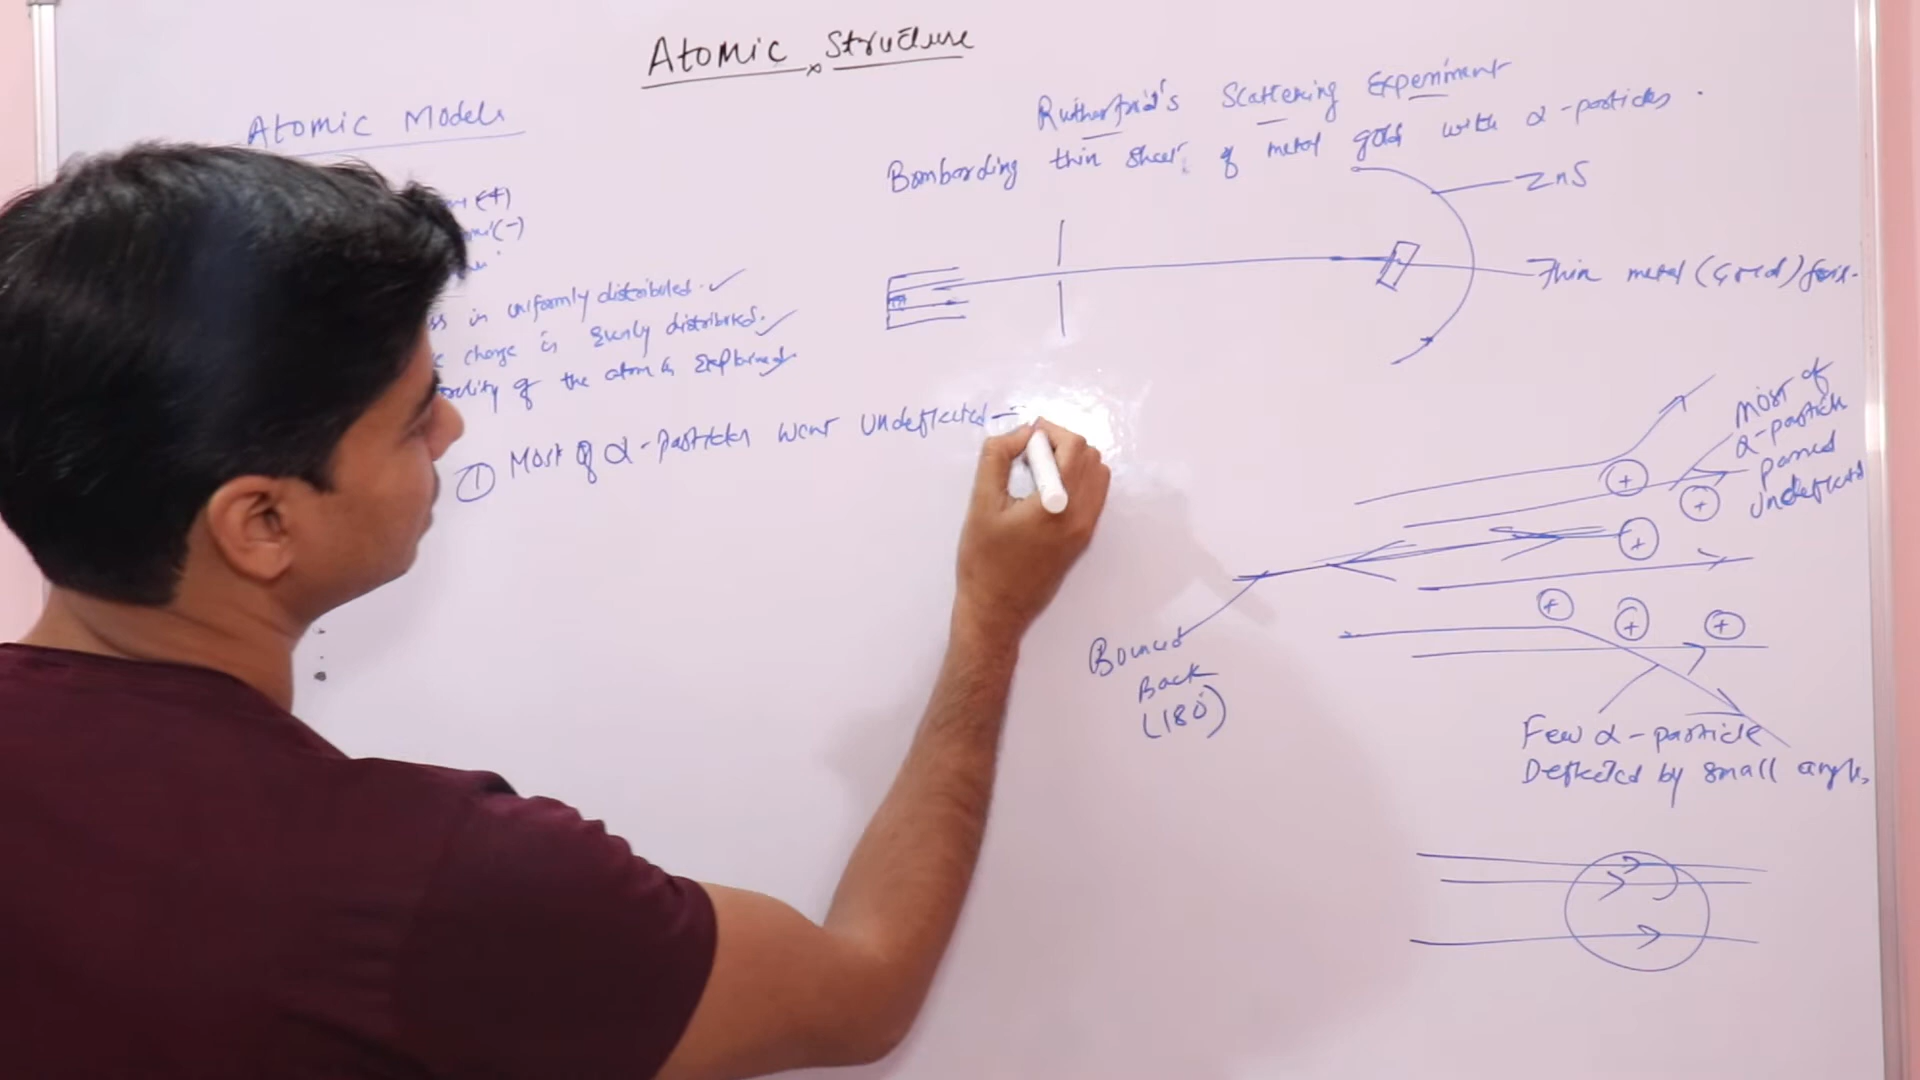 Atomic Structure
Atomic Models
(+)
(-)
is uniformly distributed.
charge is evenly distributed.
of the atom is explained.
① Most of α-particles went undeflected
Rutherford's Scattering Experiment
Bombarding thin sheet of metal gold with α-particles.
ZnS
Thin metal (Gold) foil.
Most of
α-particle
passed
Undeflected
+
+
+
+
+
+
Bounced
Back
(180°)
Few α-particle
Deflected by small angle